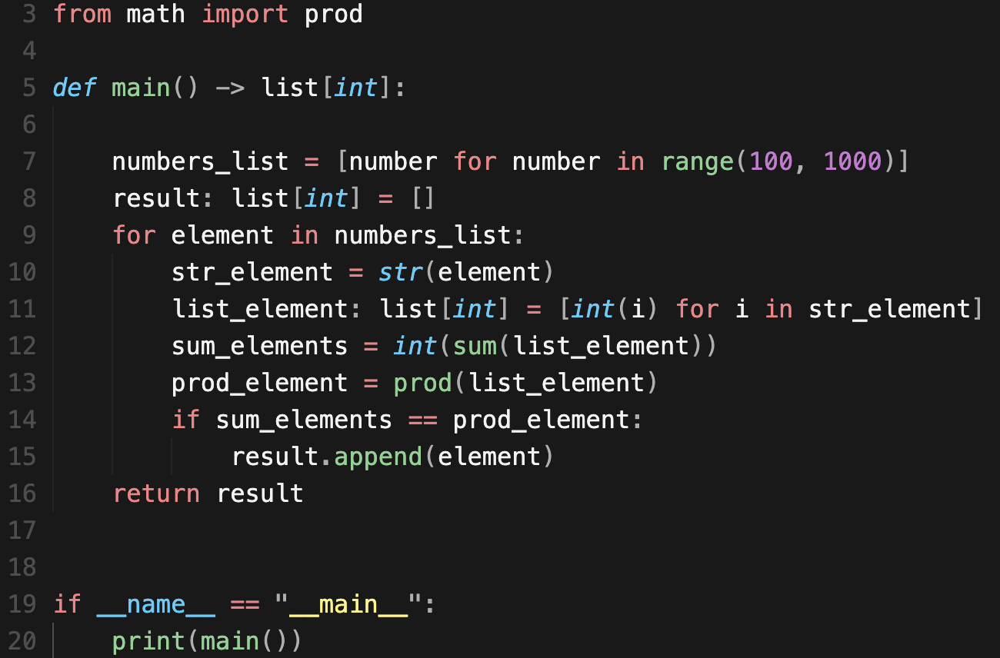 3 from math import prod
4
5 def main() -> list[int]:
6
7     numbers_list = [number for number in range(100, 1000)]
8     result: list[int] = []
9     for element in numbers_list:
10         str_element = str(element)
11         list_element: list[int] = [int(i) for i in str_element]
12         sum_elements = int(sum(list_element))
13         prod_element = prod(list_element)
14         if sum_elements == prod_element:
15             result.append(element)
16     return result
17
18
19 if __name__ == "__main__":
20     print(main())